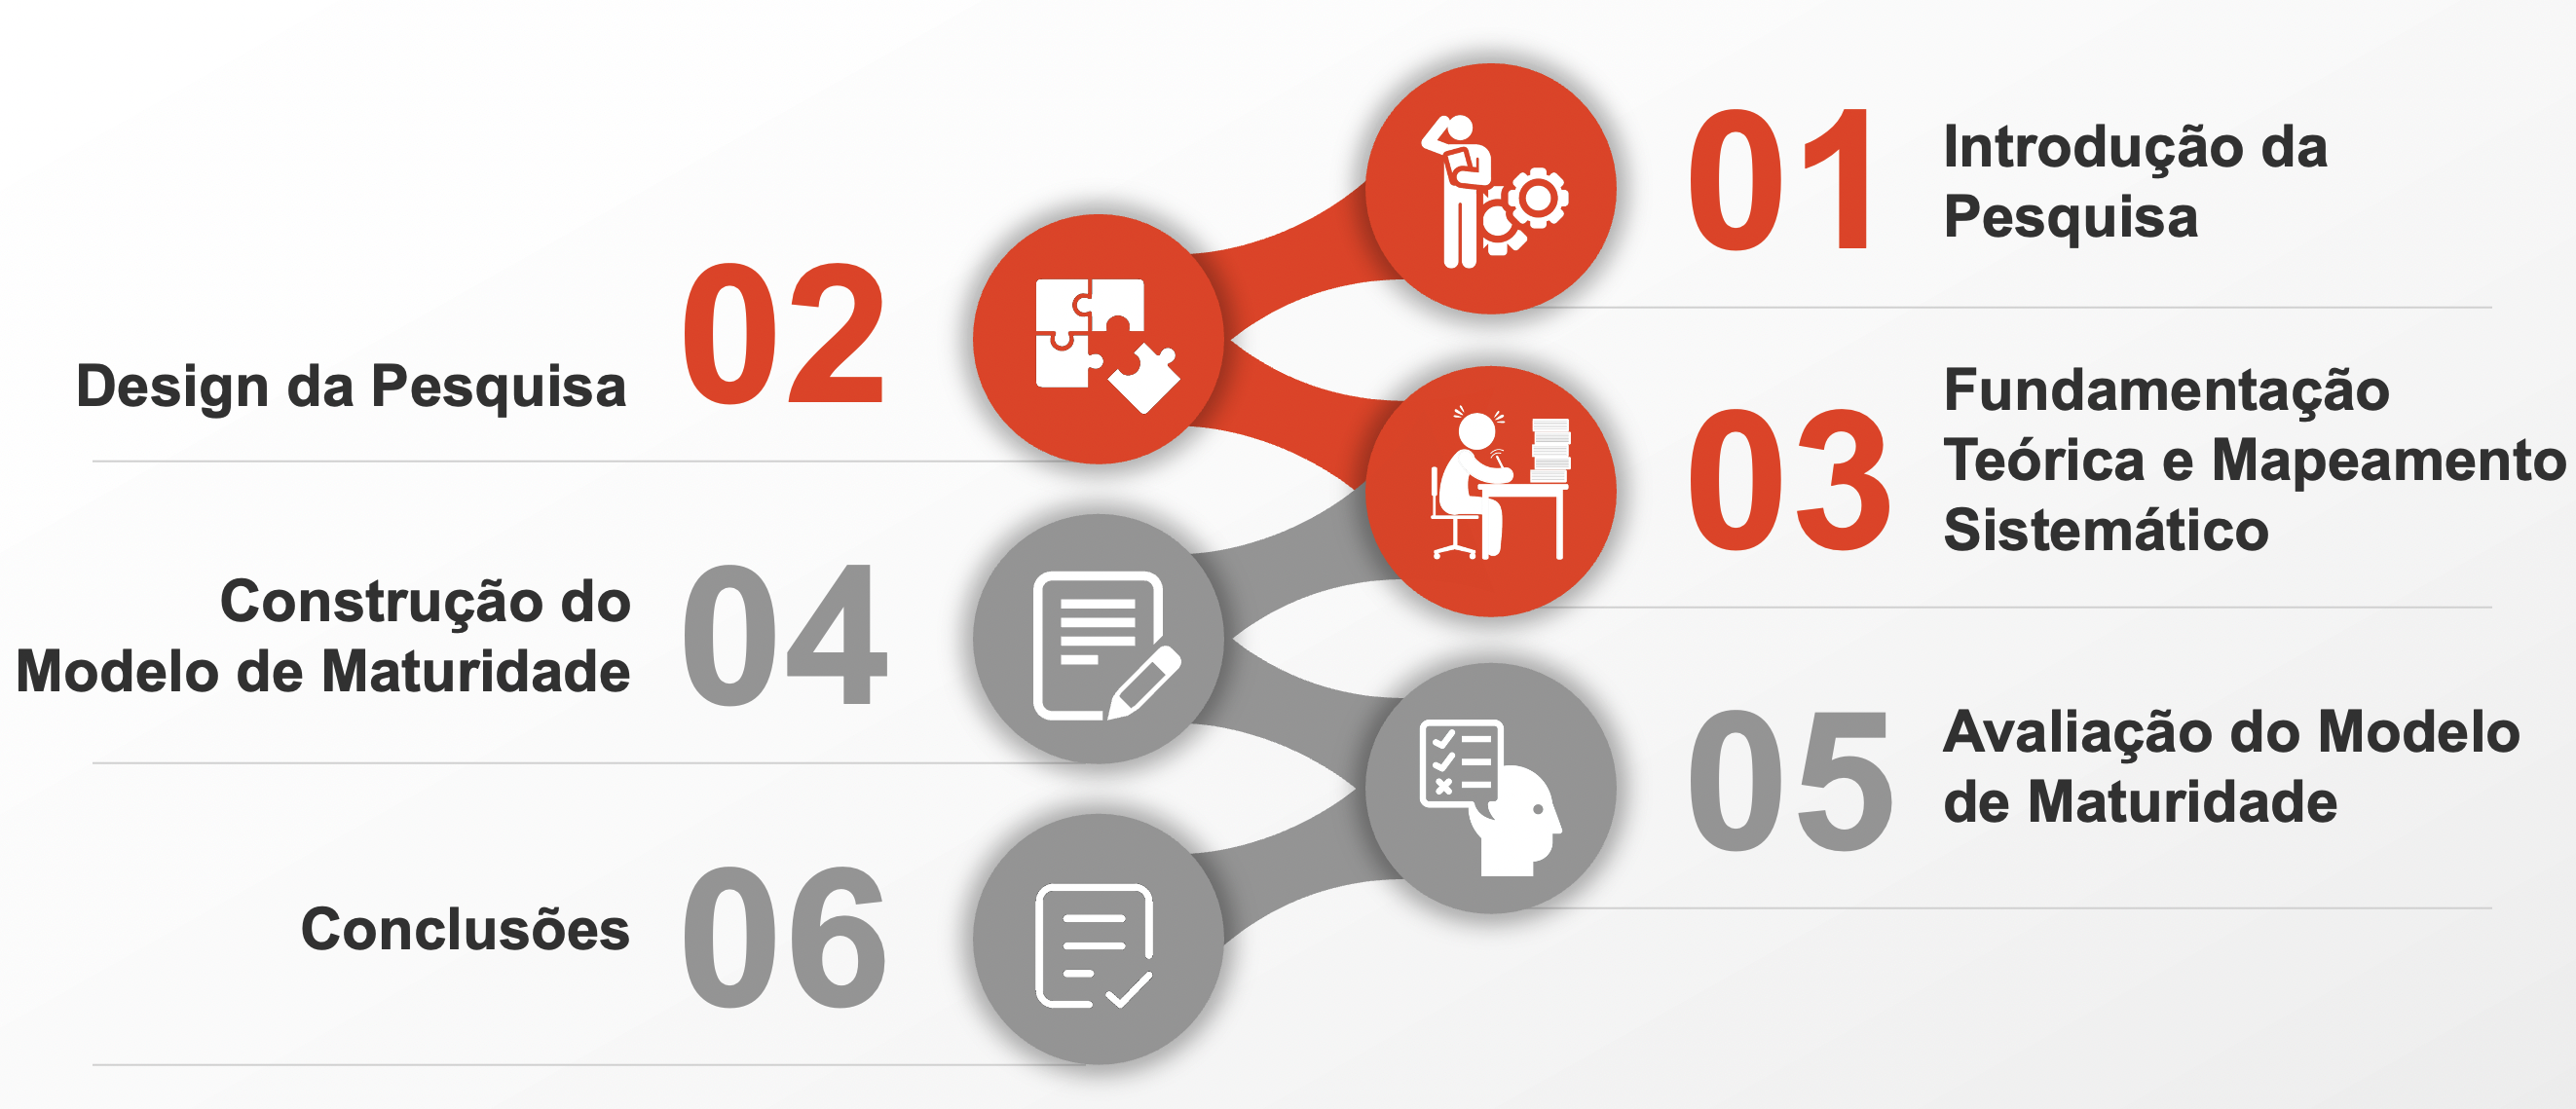 01
Introdução da
Pesquisa
02
Design da Pesquisa
03
Fundamentação
Teórica e Mapeamento
Sistemático
04
Construção do
Modelo de Maturidade
05
Avaliação do Modelo
de Maturidade
06
Conclusões